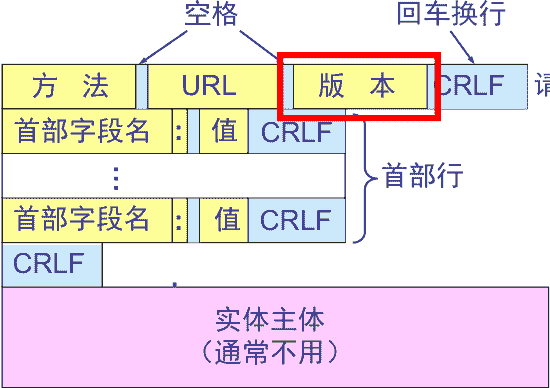 空格 回车换行
方 法 URL 版 本 CRLF 请
首部字段名 : 值 CRLF
⋮ 首部行
首部字段名 : 值 CRLF
CRLF
实体主体
（通常不用）